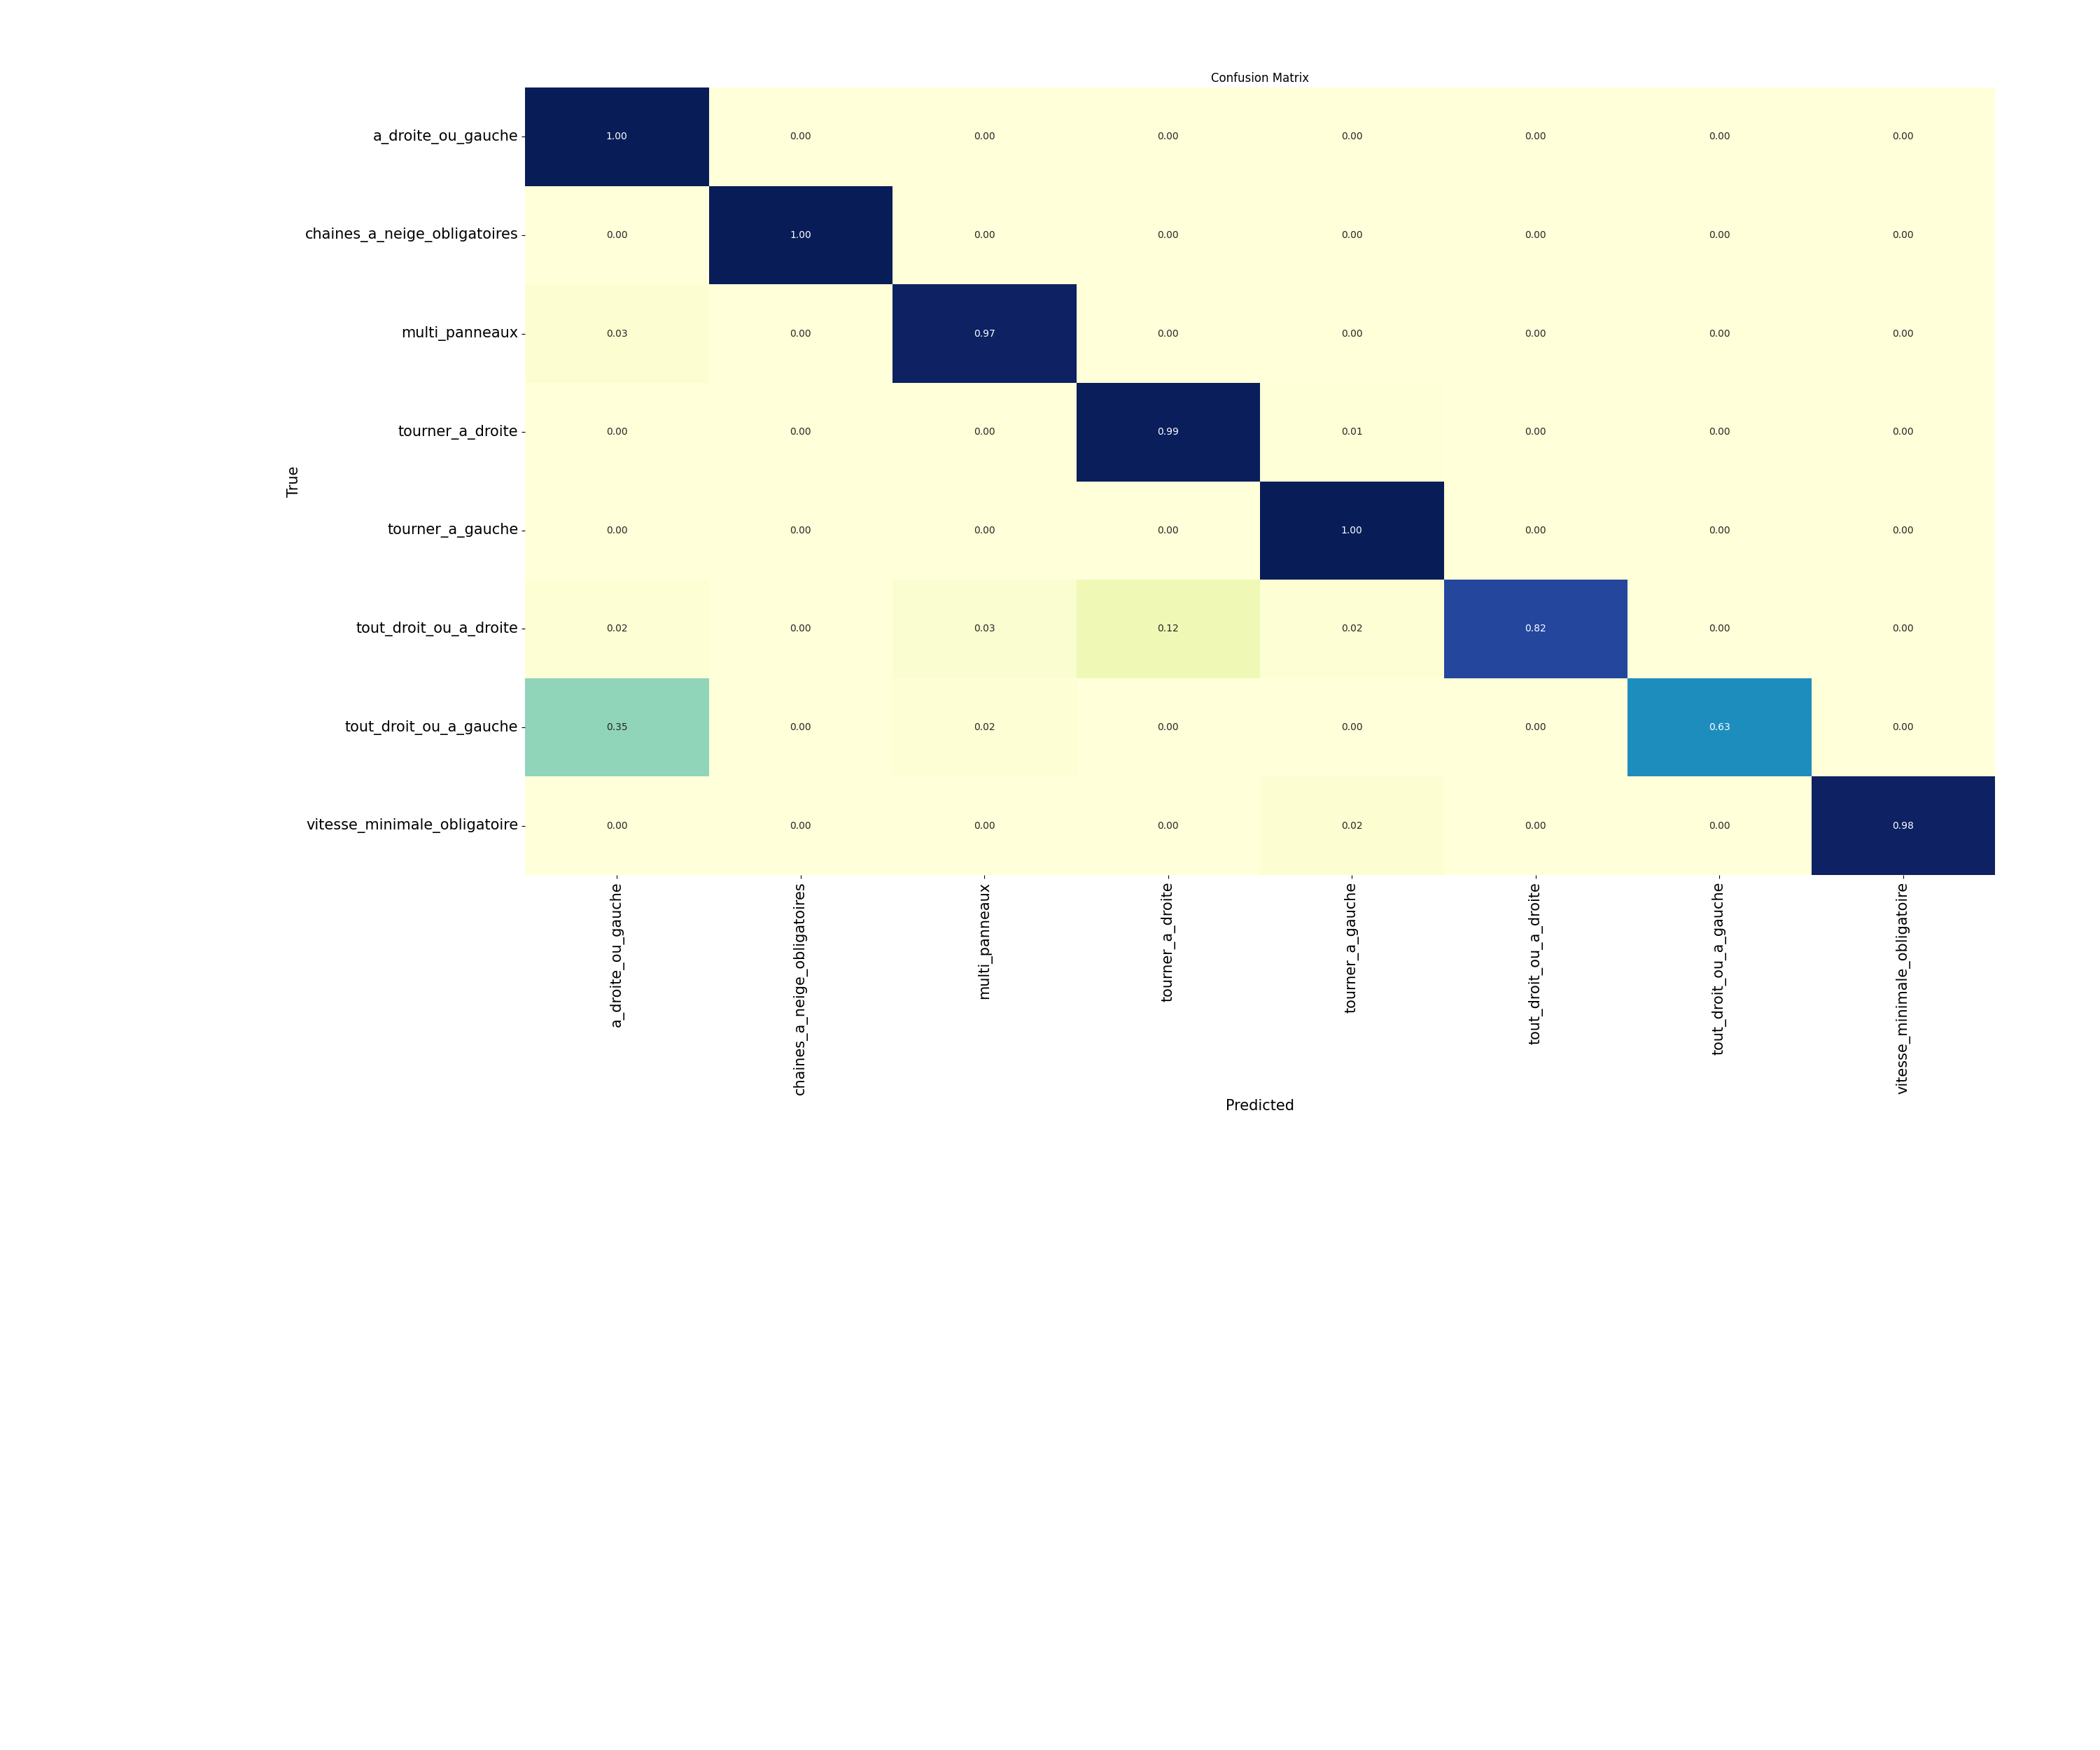 Confusion Matrix
a_droite_ou_gauche 1.00 0.00 0.00 0.00 0.00 0.00 0.00 0.00
chaines_a_neige_obligatoires 0.00 1.00 0.00 0.00 0.00 0.00 0.00 0.00
multi_panneaux 0.03 0.00 0.97 0.00 0.00 0.00 0.00 0.00
tourner_a_droite 0.00 0.00 0.00 0.99 0.01 0.00 0.00 0.00
True
tourner_a_gauche 0.00 0.00 0.00 0.00 1.00 0.00 0.00 0.00
tout_droit_ou_a_droite 0.02 0.00 0.03 0.12 0.02 0.82 0.00 0.00
tout_droit_ou_a_gauche 0.35 0.00 0.02 0.00 0.00 0.00 0.63 0.00
vitesse_minimale_obligatoire 0.00 0.00 0.00 0.00 0.02 0.00 0.00 0.98
a_droite_ou_gauche
chaines_a_neige_obligatoires
multi_panneaux
tourner_a_droite
tourner_a_gauche
tout_droit_ou_a_droite
tout_droit_ou_a_gauche
vitesse_minimale_obligatoire
Predicted